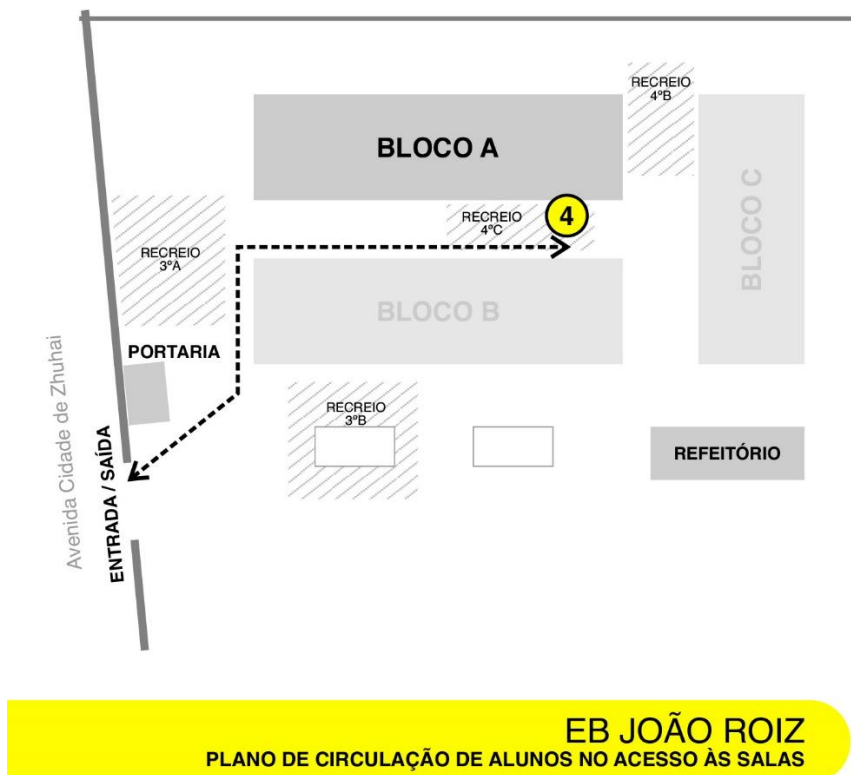 RECREIO
4ºB
BLOCO A
BLOCO C
RECREIO
4ºC
4
RECREIO
3ºA
BLOCO B
PORTARIA
Avenida Cidade de Zhuhai
ENTRADA / SAÍDA
RECREIO
3ºB
REFEITÓRIO
EB JOÃO ROIZ
PLANO DE CIRCULAÇÃO DE ALUNOS NO ACESSO ÀS SALAS